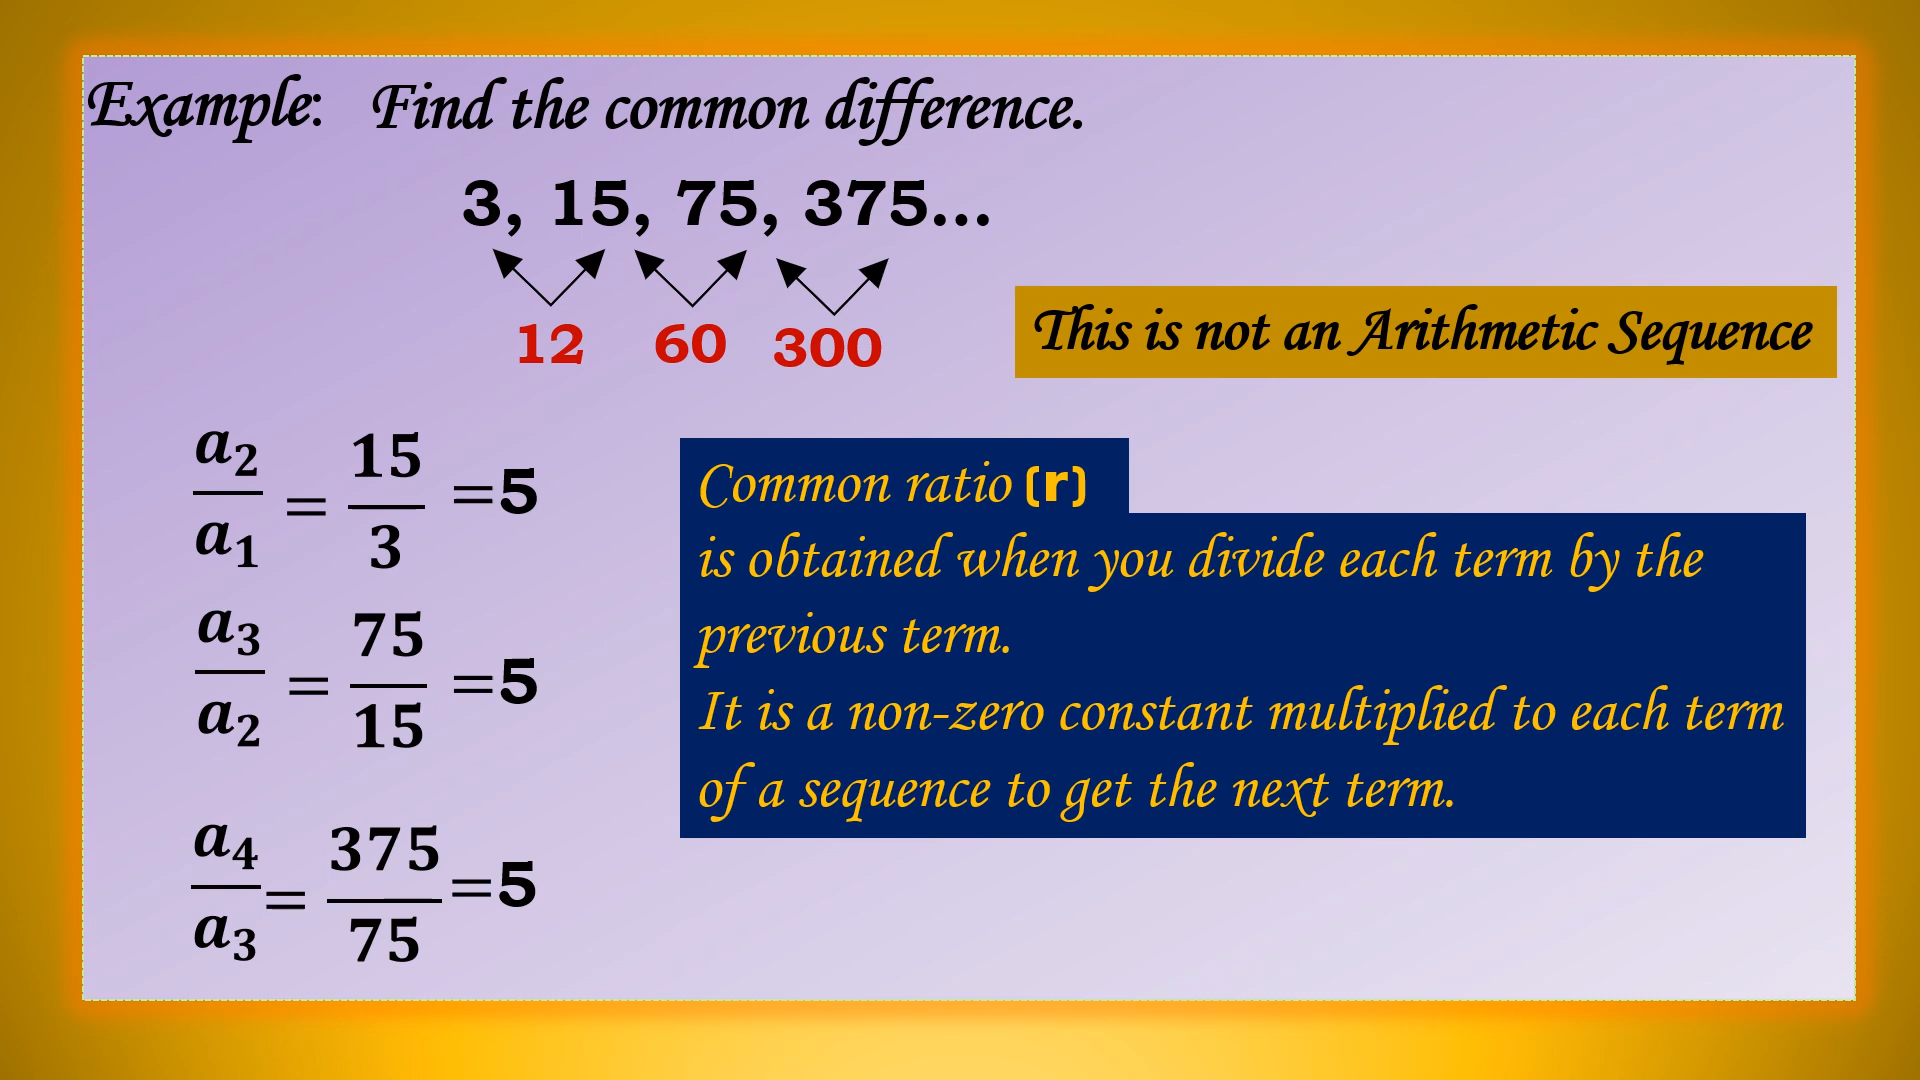 Example: Find the common difference.
3, 15, 75, 375...
12 60 300
This is not an Arithmetic Sequence
a₂/a₁ = 15/3 =5
a₃/a₂ = 75/15 =5
a₄/a₃ = 375/75 =5
Common ratio (r)
is obtained when you divide each term by the
previous term.
It is a non-zero constant multiplied to each term
of a sequence to get the next term.